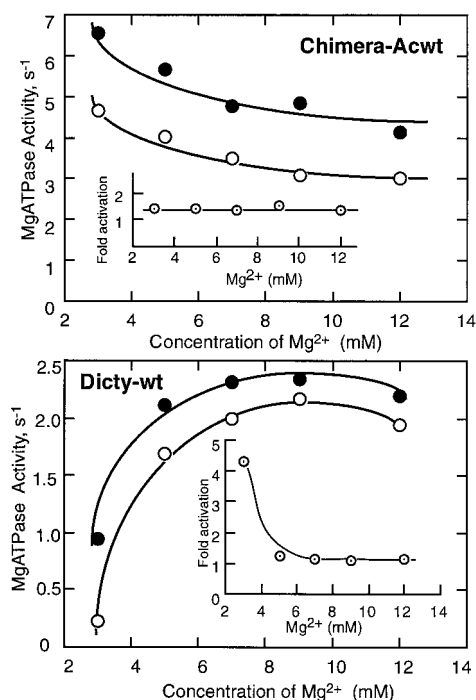 Chimera-Acwt
MgATPase Activity, s-1
7
6
5
4
3
2
1
0
Fold activation
2
1
2 4 6 8 10 12
Mg2+ (mM)
2 4 6 8 10 12 14
Concentration of Mg2+ (mM)
Dicty-wt
MgATPase Activity, s-1
2.5
2.0
1.5
1.0
0.5
0
Fold activation
5
4
3
2
1
0
2 4 6 8 10 12 14
Mg2+ (mM)
2 4 6 8 10 12 14
Concentration of Mg2+ (mM)